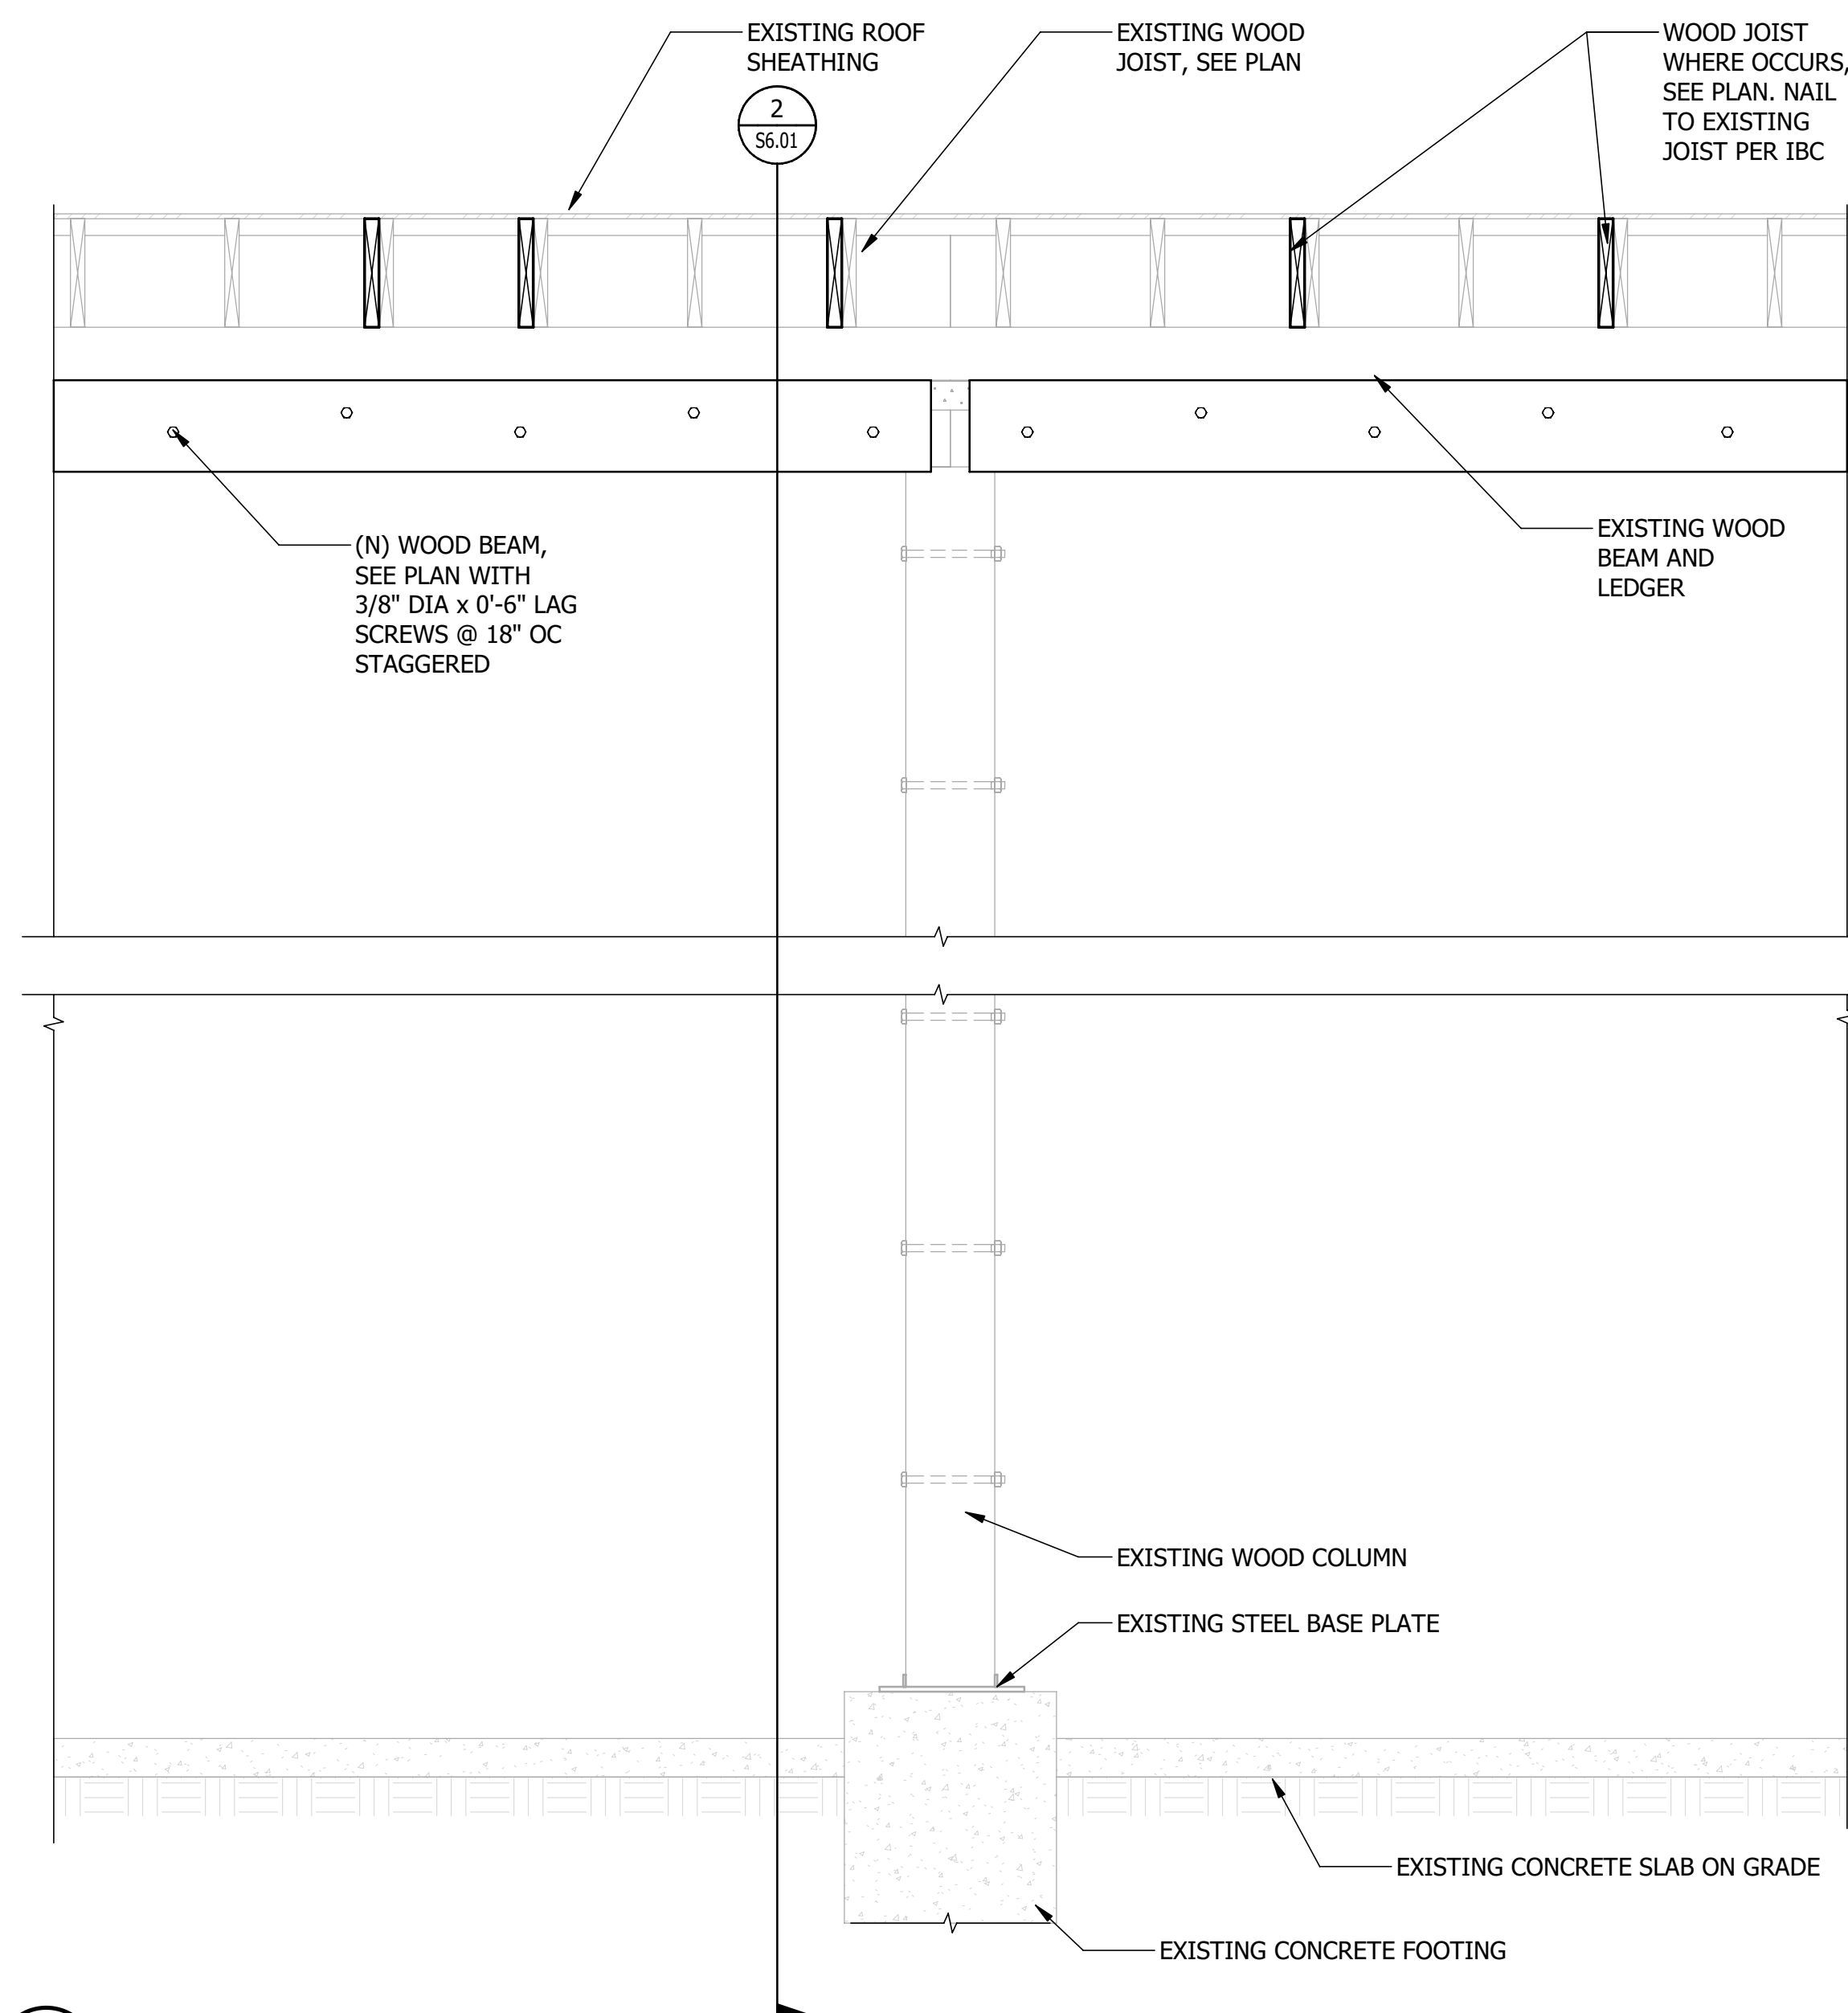 EXISTING ROOF
SHEATHING
EXISTING WOOD
JOIST, SEE PLAN
WOOD JOIST
WHERE OCCURS,
SEE PLAN. NAIL
TO EXISTING
JOIST PER IBC
2
S6.01
(N) WOOD BEAM,
SEE PLAN WITH
3/8" DIA x 0'-6" LAG
SCREWS @ 18" OC
STAGGERED
EXISTING WOOD
BEAM AND
LEDGER
EXISTING WOOD COLUMN
EXISTING STEEL BASE PLATE
EXISTING CONCRETE SLAB ON GRADE
EXISTING CONCRETE FOOTING